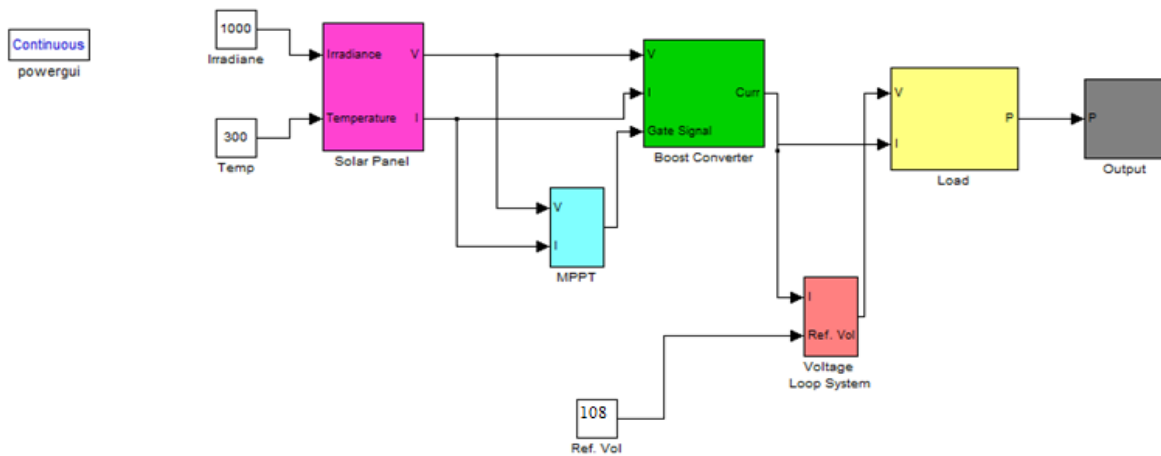 Continuous
powergui
1000
Irradiane
300
Temp
Irradiance
Temperature
V
I
Solar Panel
V
I
MPPT
V
I
Gate Signal
Curr
Boost Converter
I
Ref. Vol
Voltage
Loop System
108
Ref. Vol
V
I
P
Load
P
Output